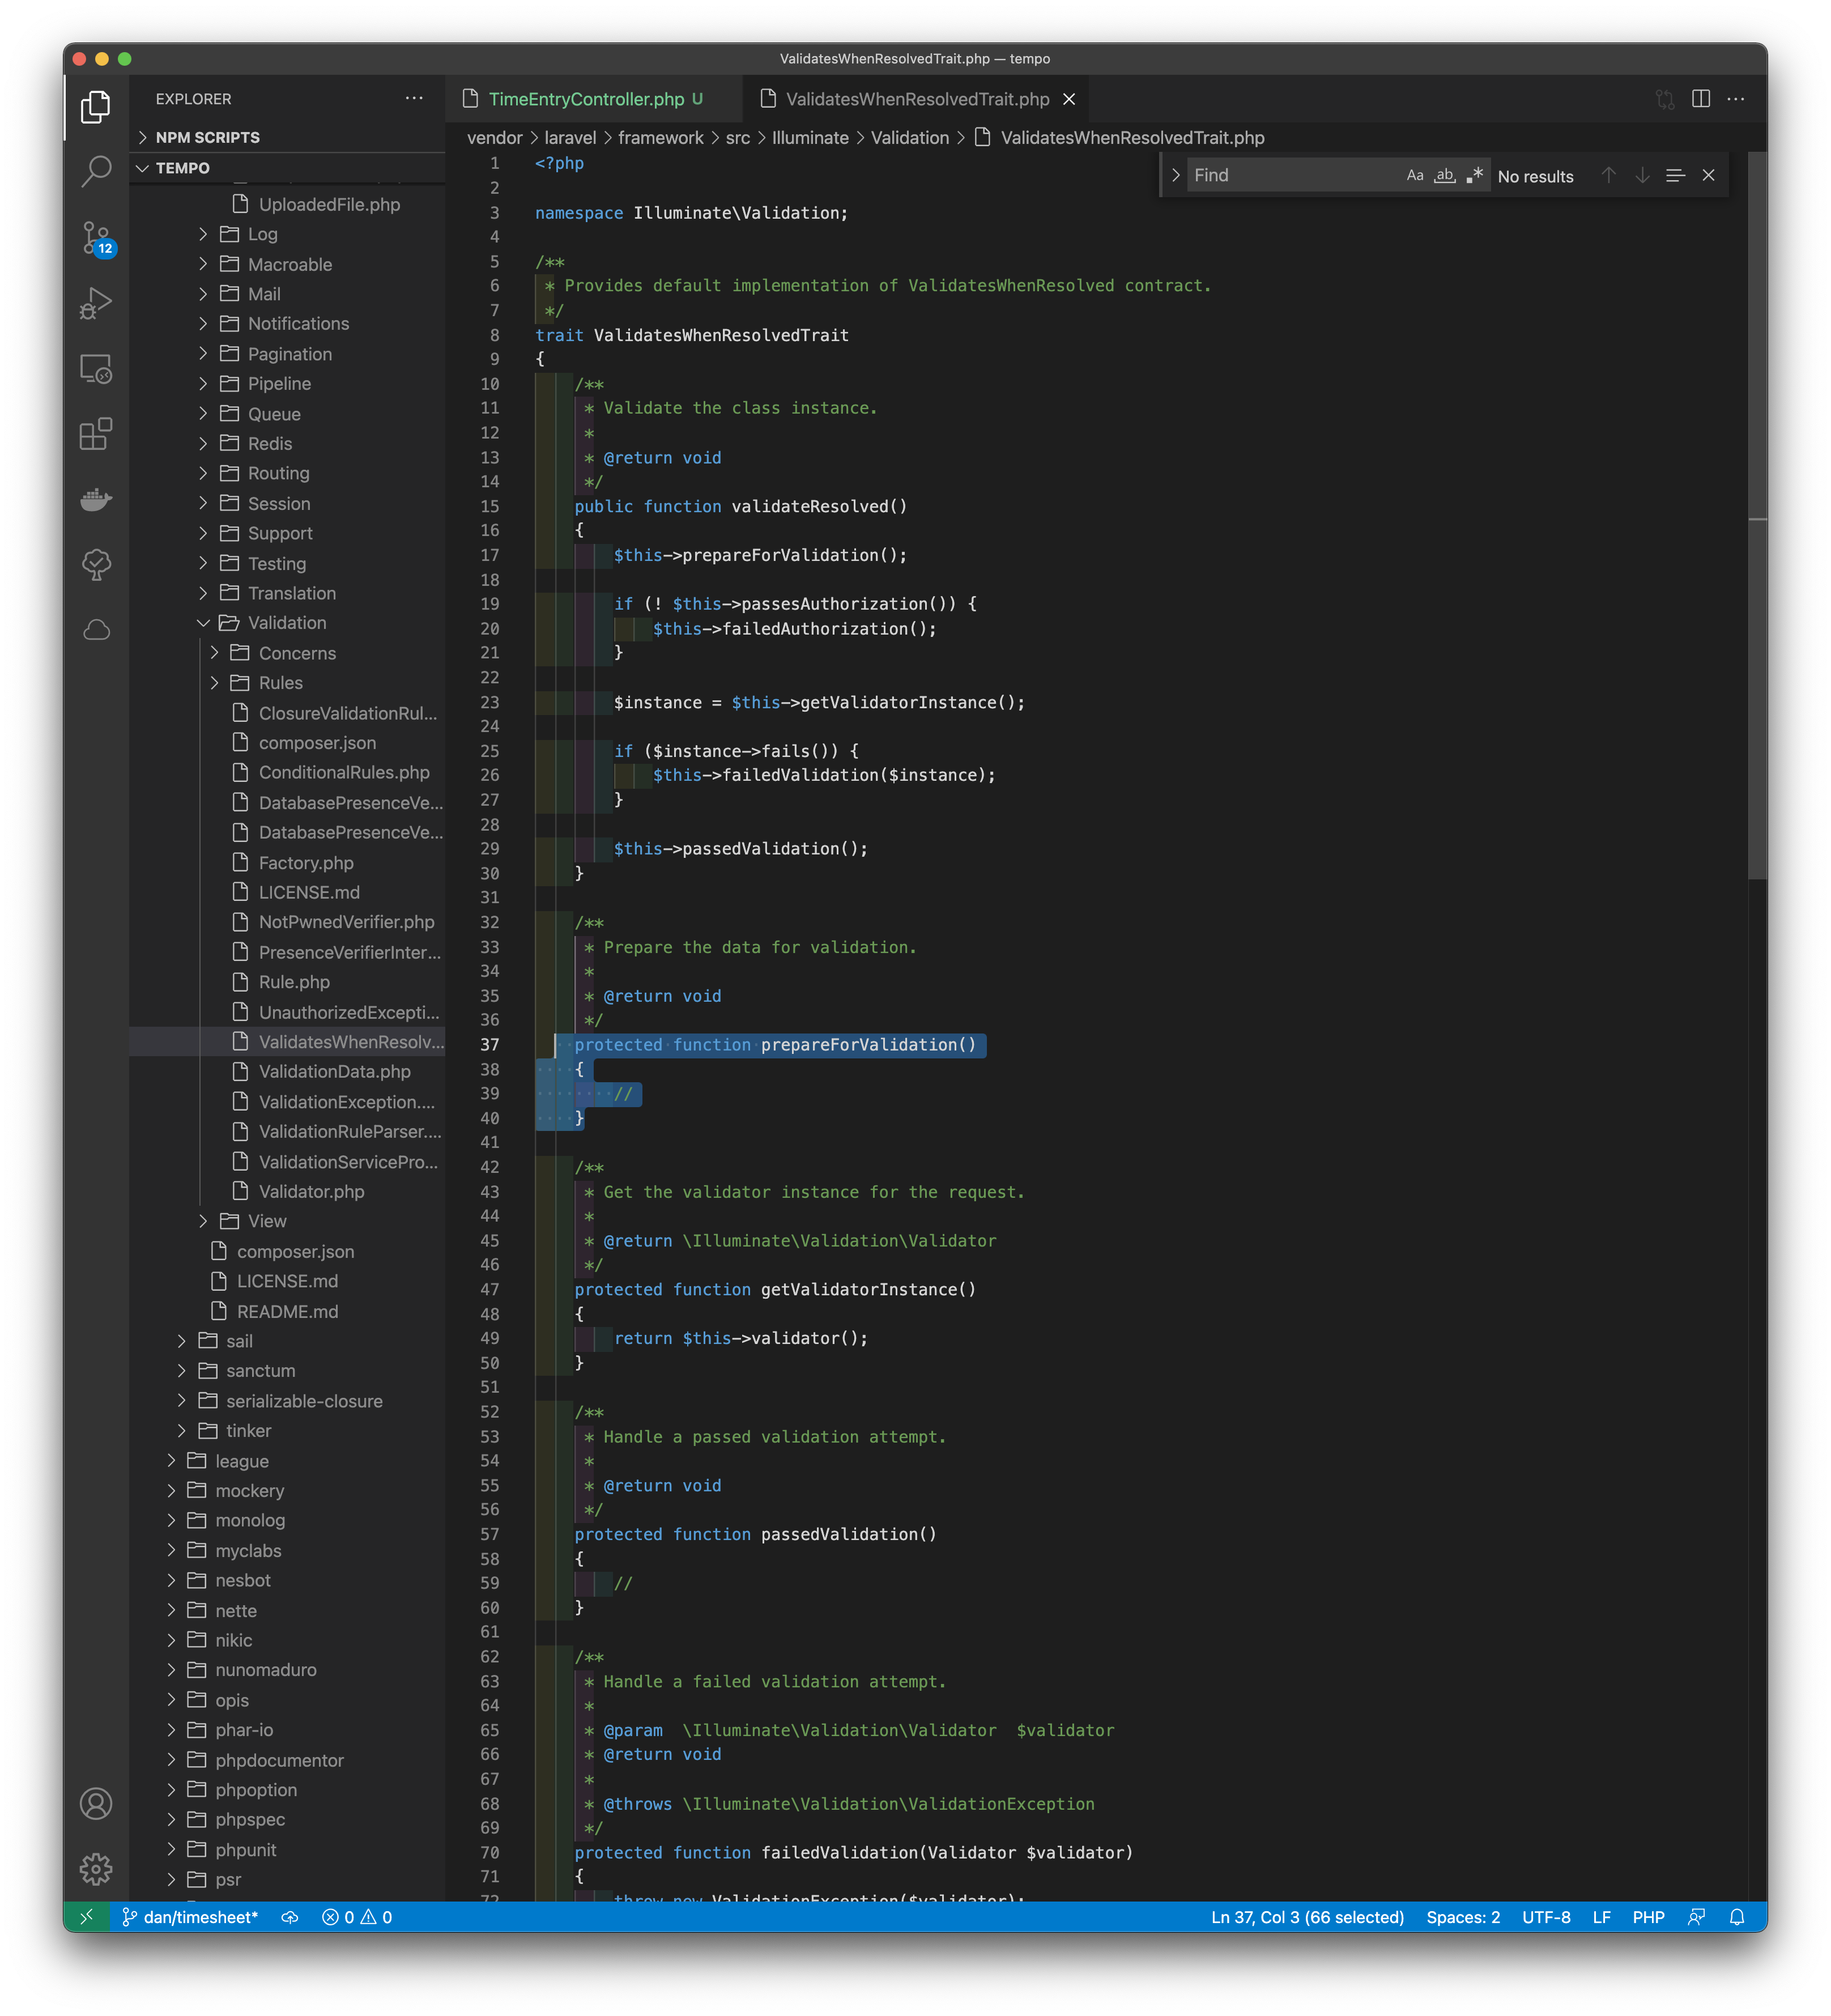 ValidatesWhenResolvedTrait.php — tempo
EXPLORER
NPM SCRIPTS
TEMPO
UploadedFile.php
Log
Macroable
Mail
Notifications
Pagination
Pipeline
Queue
Redis
Routing
Session
Support
Testing
Translation
Validation
Concerns
Rules
ClosureValidationRul...
composer.json
ConditionalRules.php
DatabasePresenceVe...
DatabasePresenceVe...
Factory.php
LICENSE.md
NotPwnedVerifier.php
PresenceVerifierInter...
Rule.php
UnauthorizedExcepti...
ValidatesWhenResolv...
ValidationData.php
ValidationException....
ValidationRuleParser....
ValidationServicePro...
Validator.php
View
composer.json
LICENSE.md
README.md
sail
sanctum
serializable-closure
tinker
league
mockery
monolog
myclabs
nesbot
nette
nikic
nunomaduro
opis
phar-io
phpdocumentor
phpoption
phpspec
phpunit
psr
12
TimeEntryController.php U
ValidatesWhenResolvedTrait.php
vendor > laravel > framework > src > Illuminate > Validation > ValidatesWhenResolvedTrait.php
Find Aa ab .* No results
1 <?php
2
3 namespace Illuminate\Validation;
4
5 /**
6 * Provides default implementation of ValidatesWhenResolved contract.
7 */
8 trait ValidatesWhenResolvedTrait
9 {
10 /**
11 * Validate the class instance.
12 *
13 * @return void
14 */
15 public function validateResolved()
16 {
17 $this->prepareForValidation();
18
19 if (! $this->passesAuthorization()) {
20 $this->failedAuthorization();
21 }
22
23 $instance = $this->getValidatorInstance();
24
25 if ($instance->fails()) {
26 $this->failedValidation($instance);
27 }
28
29 $this->passedValidation();
30 }
31
32 /**
33 * Prepare the data for validation.
34 *
35 * @return void
36 */
37 protected function prepareForValidation()
38 {
39 //
40 }
41
42 /**
43 * Get the validator instance for the request.
44 *
45 * @return \Illuminate\Validation\Validator
46 */
47 protected function getValidatorInstance()
48 {
49 return $this->validator();
50 }
51
52 /**
53 * Handle a passed validation attempt.
54 *
55 * @return void
56 */
57 protected function passedValidation()
58 {
59 //
60 }
61
62 /**
63 * Handle a failed validation attempt.
64 *
65 * @param \Illuminate\Validation\Validator $validator
66 * @return void
67 *
68 * @throws \Illuminate\Validation\ValidationException
69 */
70 protected function failedValidation(Validator $validator)
71 {
72 throw new ValidationException($validator);
dan/timesheet* 0 0
Ln 37, Col 3 (66 selected) Spaces: 2 UTF-8 LF PHP